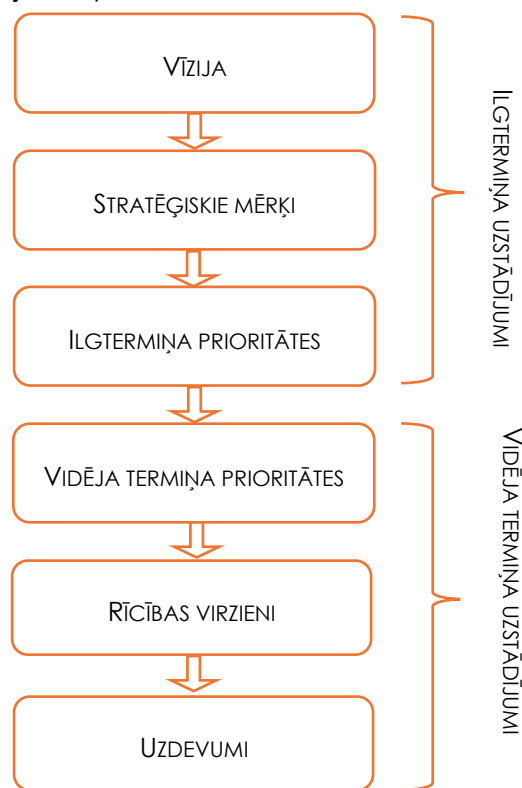 VĪZIJA
STRATĒĢISKIE MĒRĶI
ILGTERMIŅA PRIORITĀTES
ILGTERMIŅA UZSTĀDĪJUMI
VIDĒJA TERMIŅA PRIORITĀTES
RĪCĪBAS VIRZIENI
UZDEVUMI
VIDĒJA TERMIŅA UZSTĀDĪJUMI